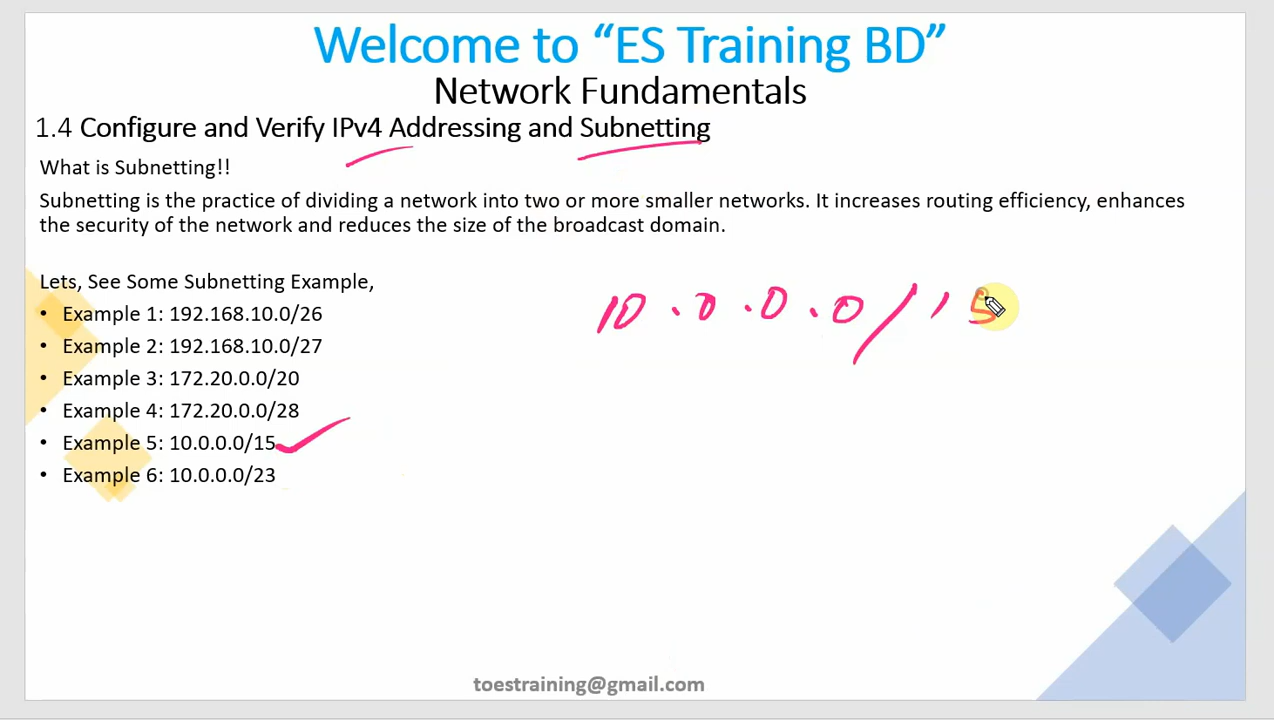 Welcome to “ES Training BD”
Network Fundamentals
1.4 Configure and Verify IPv4 Addressing and Subnetting
What is Subnetting!!
Subnetting is the practice of dividing a network into two or more smaller networks. It increases routing efficiency, enhances
the security of the network and reduces the size of the broadcast domain.
Lets, See Some Subnetting Example,
• Example 1: 192.168.10.0/26
• Example 2: 192.168.10.0/27
• Example 3: 172.20.0.0/20
• Example 4: 172.20.0.0/28
• Example 5: 10.0.0.0/15
• Example 6: 10.0.0.0/23
10.0.0.0/15
toestraining@gmail.com